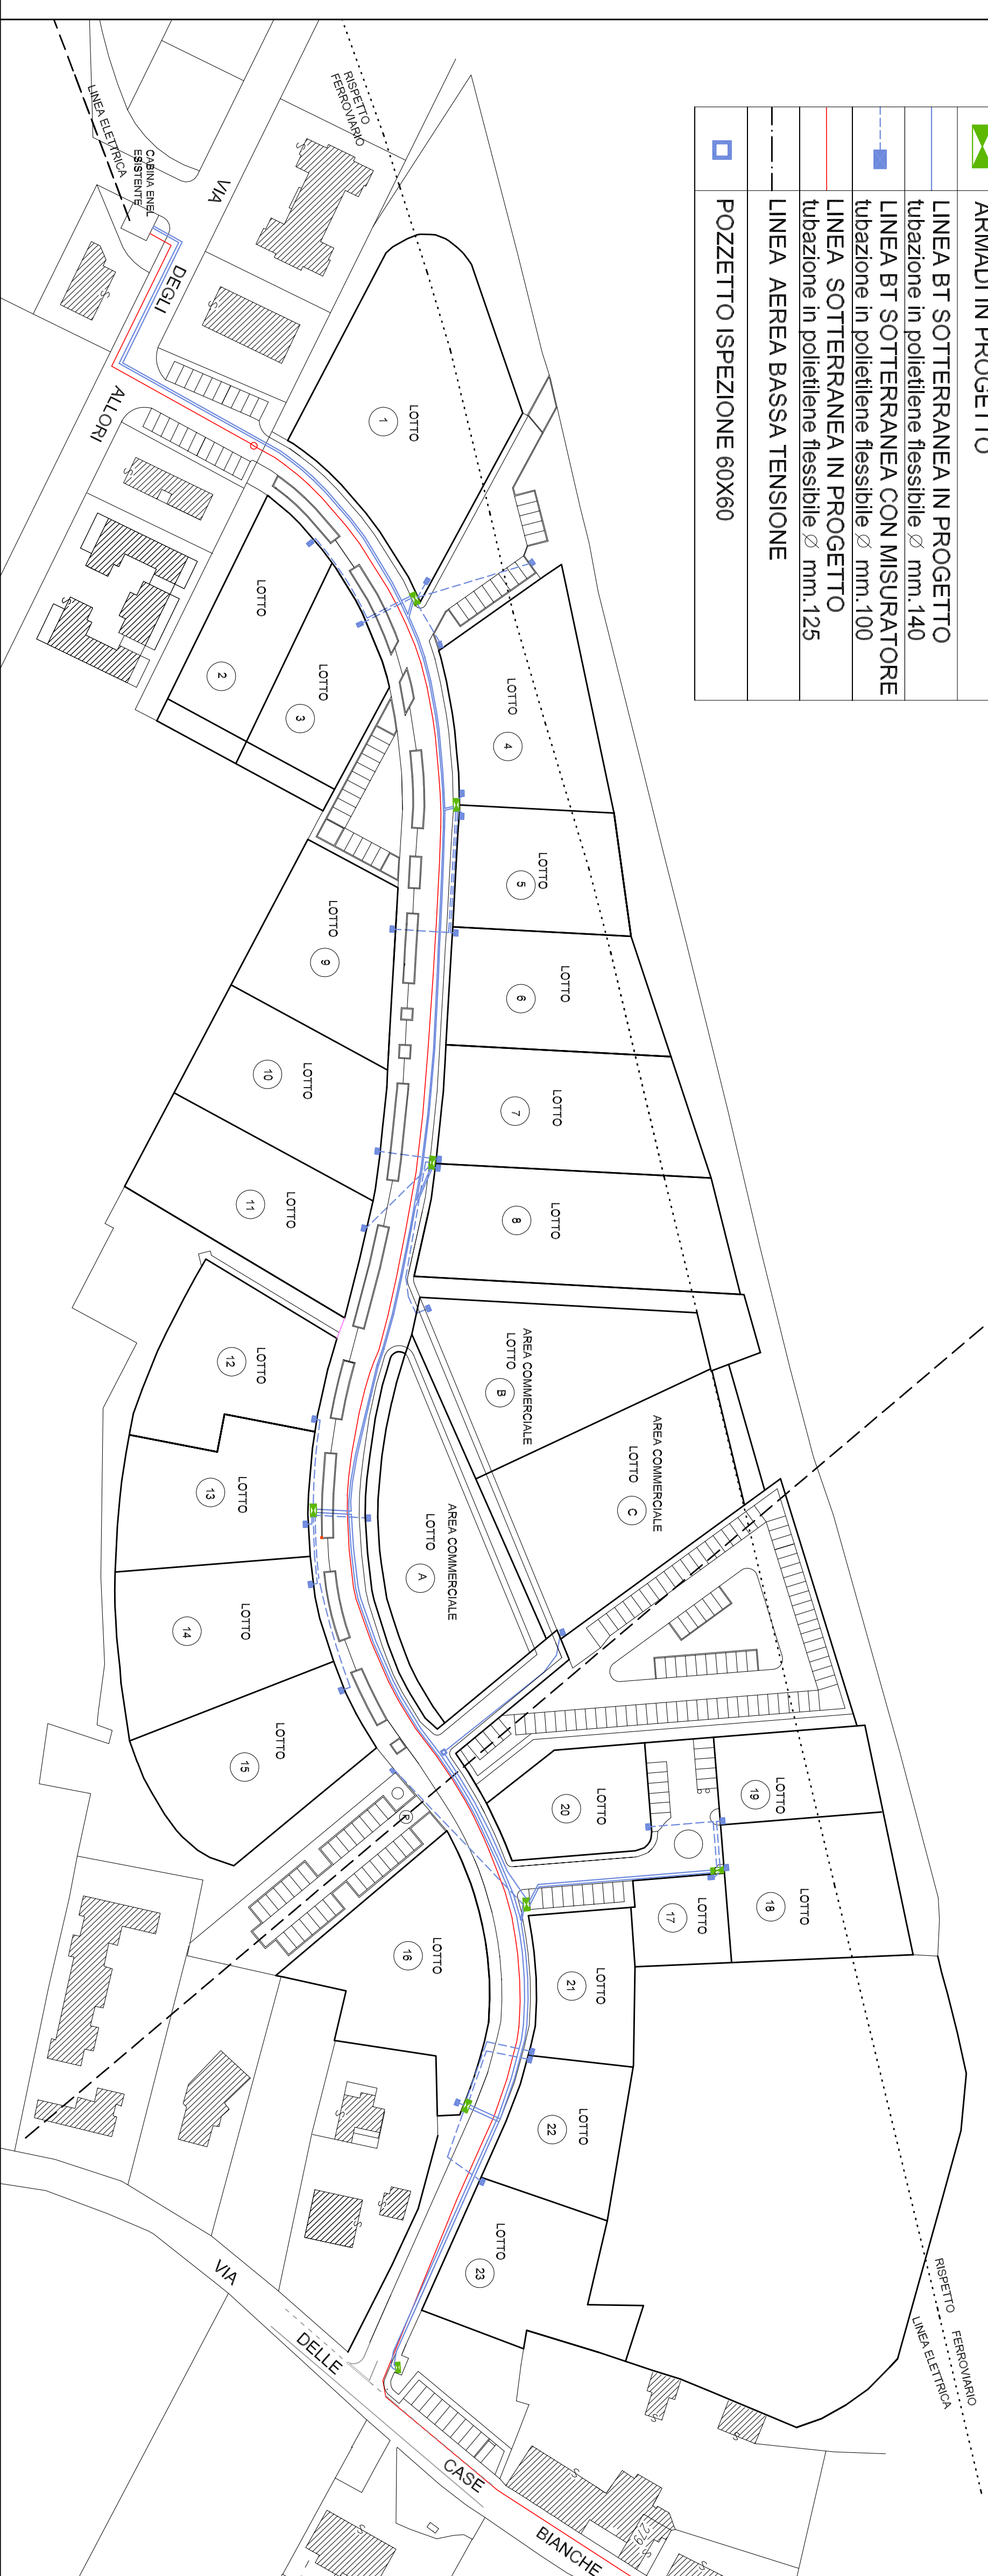 ARMADI IN PROGETTO
LINEA BT SOTTERRANEA IN PROGETTO
tubazione in polietilene flessibile ∅ mm.140
LINEA BT SOTTERRANEA CON MISURATORE
tubazione in polietilene flessibile ∅ mm.100
LINEA SOTTERRANEA IN PROGETTO
tubazione in polietilene flessibile ∅ mm.125
LINEA AEREA BASSA TENSIONE
POZZETTO ISPEZIONE 60X60
RISPETTO
FERROVIARIO
LINEA ELETTRICA
CABINA ENEL
ESISTENTE
VIA
DEGLI
ALLORI
LOTTO
1
LOTTO
2
LOTTO
3
LOTTO
4
LOTTO
5
LOTTO
6
LOTTO
7
LOTTO
8
LOTTO
9
LOTTO
10
LOTTO
11
LOTTO
12
LOTTO
13
LOTTO
14
LOTTO
15
LOTTO
16
AREA COMMERCIALE
LOTTO
B
AREA COMMERCIALE
LOTTO C
AREA COMMERCIALE
LOTTO
A
R
LOTTO
17
LOTTO
18
LOTTO
19
LOTTO
20
LOTTO
21
LOTTO
22
LOTTO
23
P
RISPETTO FERROVIARIO
LINEA ELETTRICA
VIA
DELLE
CASE
BIANCHE
S
S
S
S
S
S
S
S
S
S
S
S
S
S